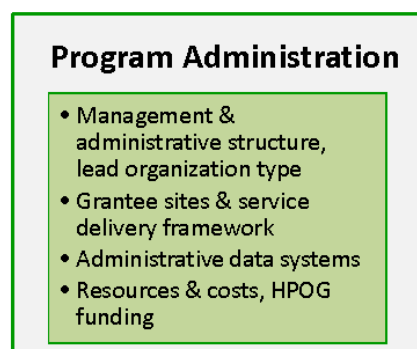 Program Administration
• Management &
administrative structure,
lead organization type
• Grantee sites & service
delivery framework
• Administrative data systems
• Resources & costs, HPOG
funding